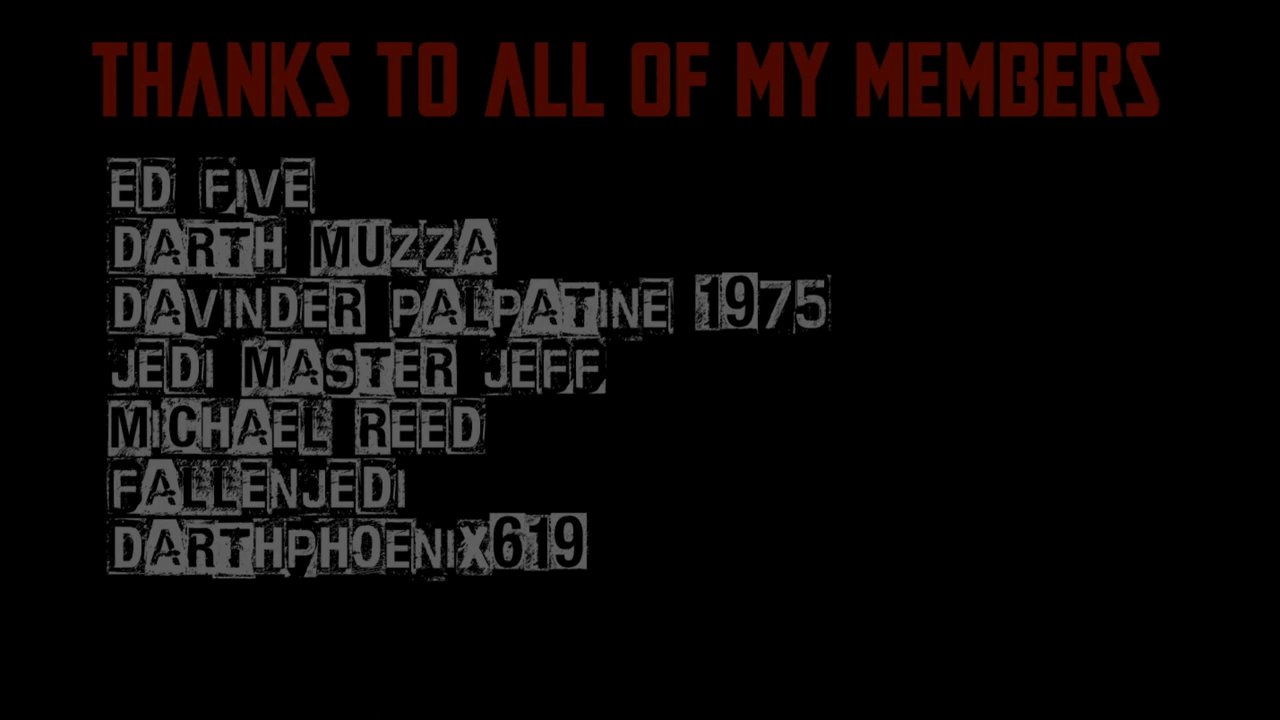 THANKS TO ALL OF MY MEMBERS
ED FIVE
DARTH MUZZA
DAVINDER PALPATINE 1975
JEDI MASTER JEFF
MICHAEL REED
FALLENJEDI
DARTHPHOENIX619